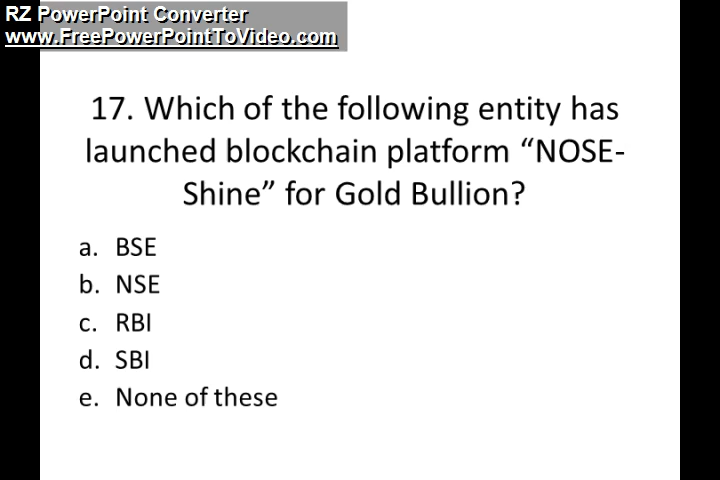 RZ PowerPoint Converter
www.FreePowerPointToVideo.com
17. Which of the following entity has
launched blockchain platform “NOSE-
Shine” for Gold Bullion?
a. BSE
b. NSE
c. RBI
d. SBI
e. None of these